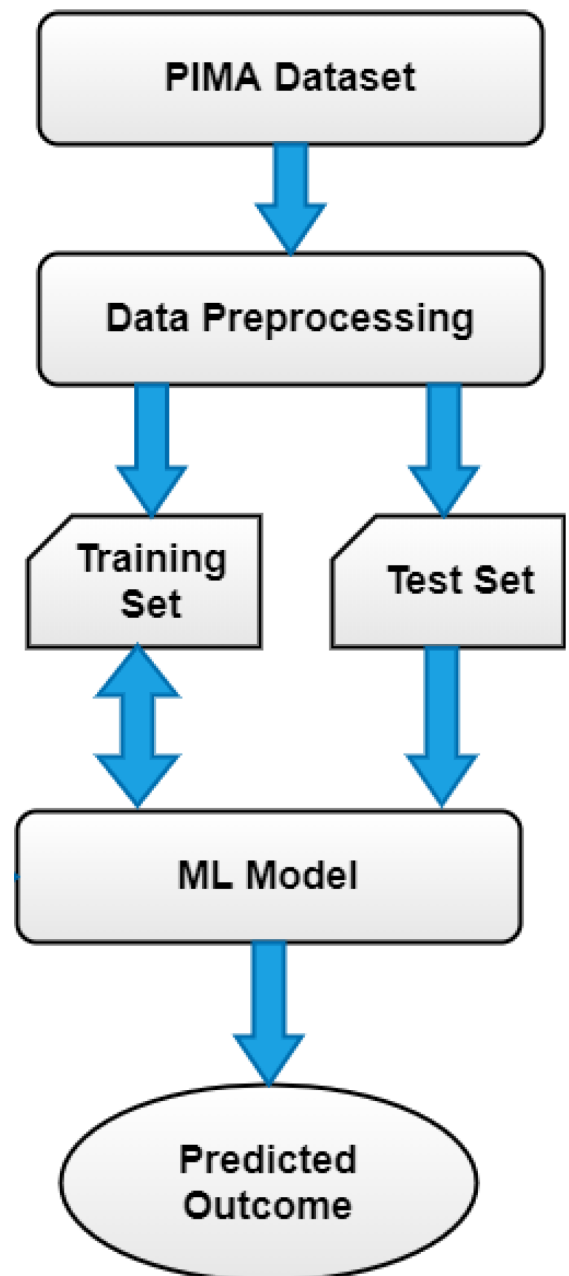 PIMA Dataset
Data Preprocessing
Training
Set
Test Set
ML Model
Predicted
Outcome